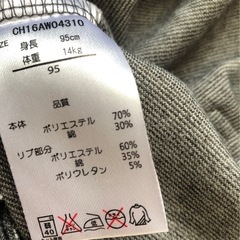 CH16AW04310
ZE 身長 95cm
体重 14kg
95
品質
本体 ポリエステル 70%
綿 30%
リブ部分 ポリエステル 60%
綿 35%
ポリウレタン 5%
40